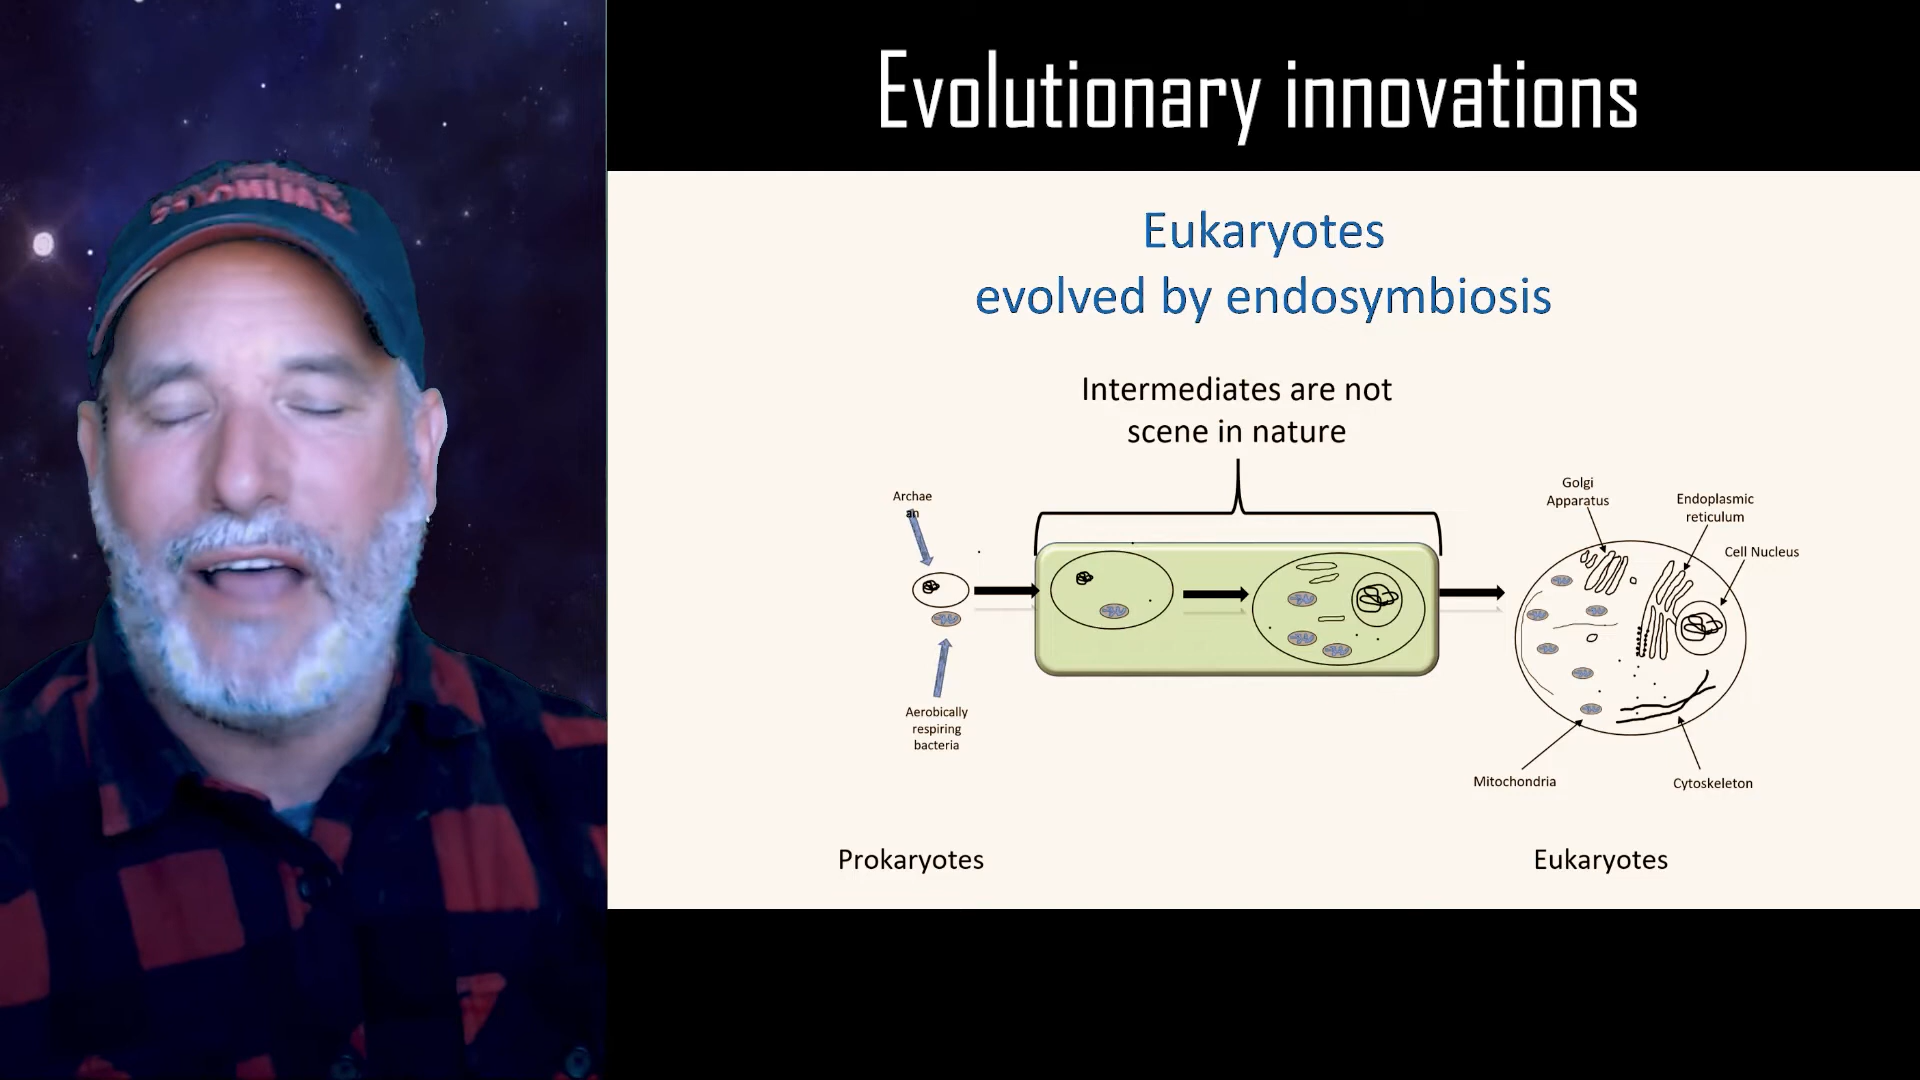 Evolutionary innovations
Eukaryotes
evolved by endosymbiosis
Intermediates are not
scene in nature
Archae
an
Golgi
Apparatus
Endoplasmic
reticulum
Cell Nucleus
Aerobically
respiring
bacteria
Mitochondria
Cytoskeleton
Prokaryotes
Eukaryotes